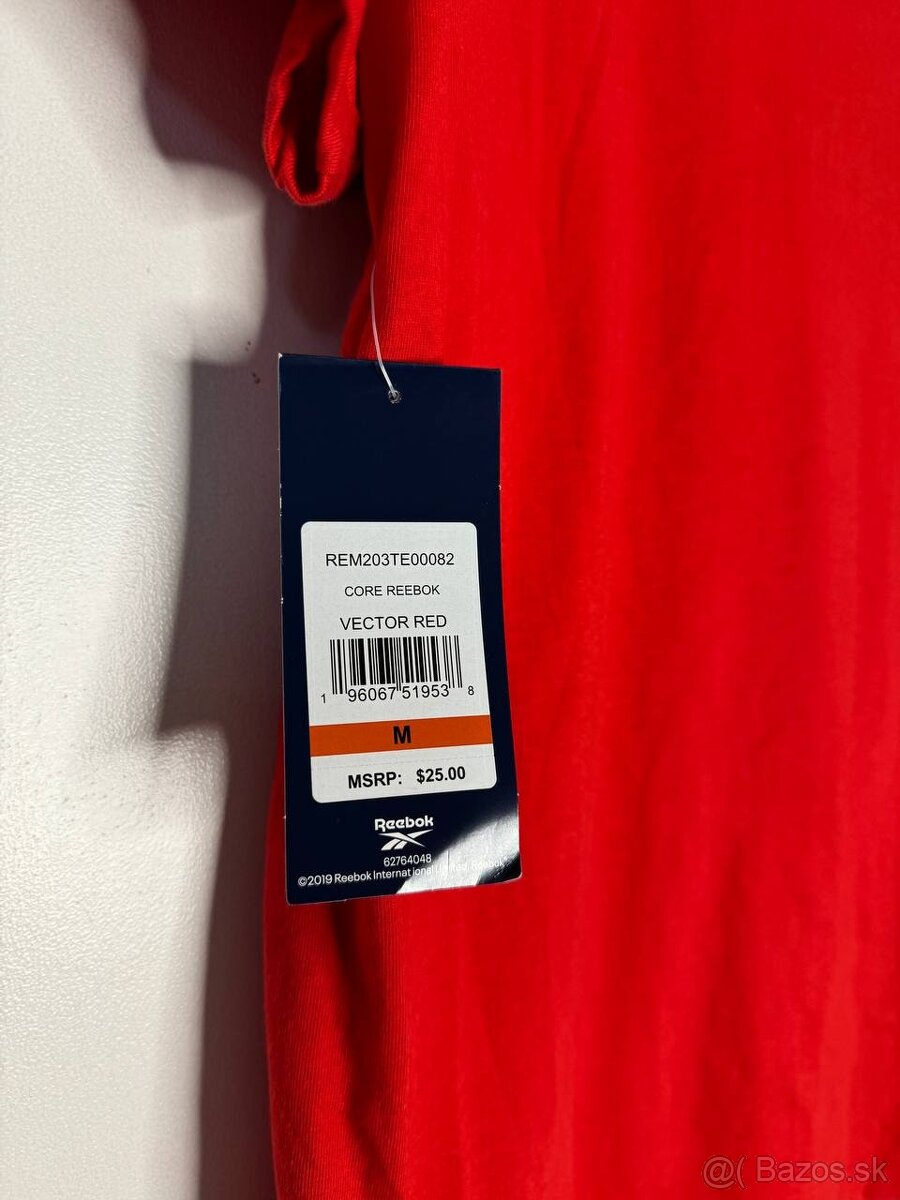 REM203TE00082
CORE REEBOK
VECTOR RED
1 96067 51953 8
M
MSRP: $25.00
Reebok
62764048
©2019 Reebok International Reebok
@( Bazos.sk